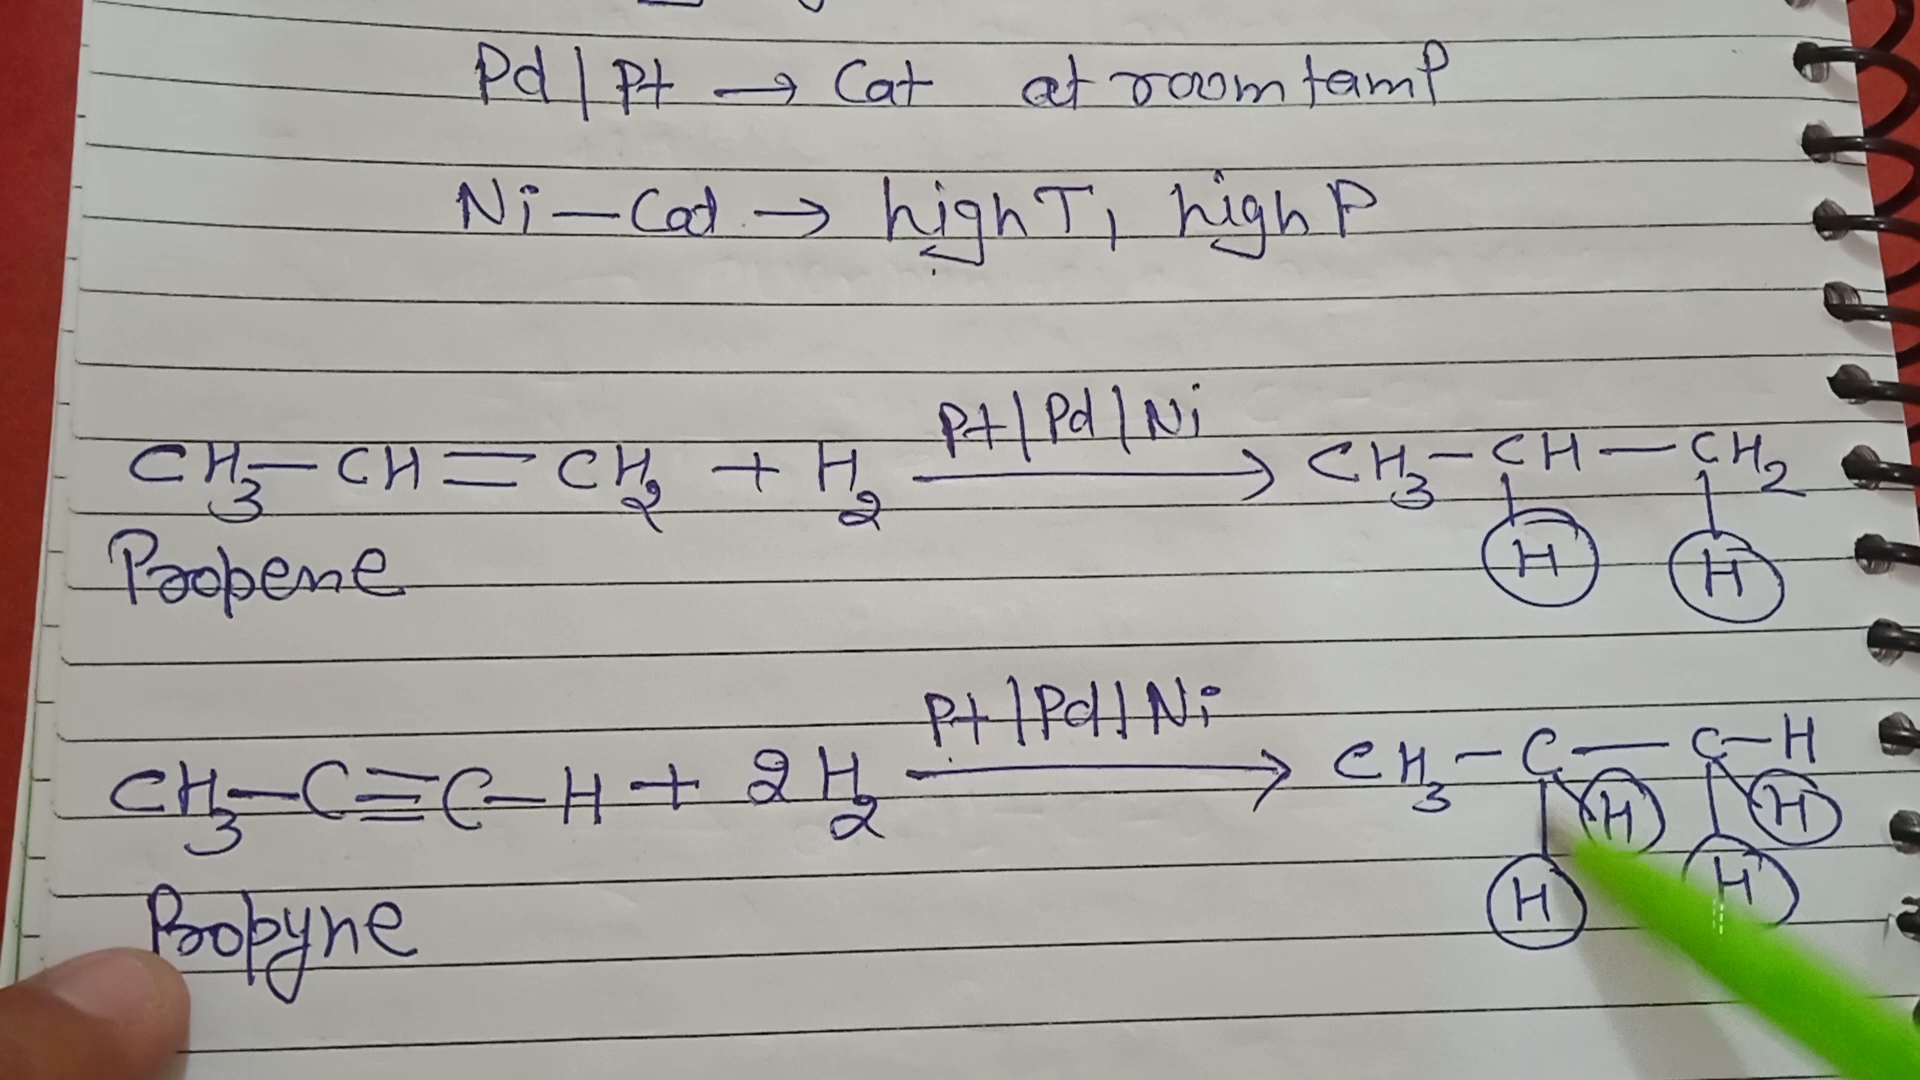 Pd | Pt → Cat at room temp
Ni — Cat → high T, high P
Pt | Pd | Ni
CH3 — CH = CH2 + H2 → CH3 — CH — CH2
H H
Propene
Pt | Pd | Ni
CH3 — C ≡ C — H + 2H2 → CH3 — C — C — H
H H
H H
Propyne